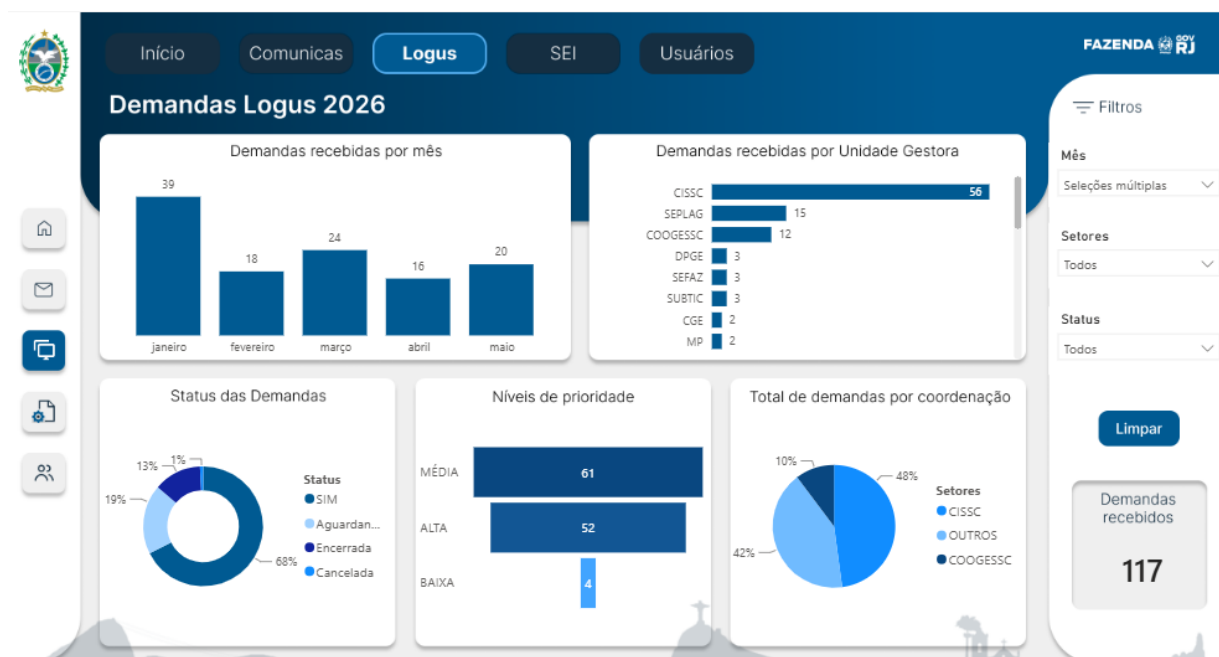 Início
Comunicas
Logus
SEI
Usuários
FAZENDA
GOV
RJ
Demandas Logus 2026
Filtros
Demandas recebidas por mês
39
18
24
16
20
janeiro
fevereiro
março
abril
maio
Demandas recebidas por Unidade Gestora
CISSC 56
SEPLAG 15
COOGESSC 12
DPGE 3
SEFAZ 3
SUBTIC 3
CGE 2
MP 2
Mês
Seleções múltiplas
Setores
Todos
Status
Todos
Limpar
Demandas
recebidos
117
Status das Demandas
1%
13%
19%
68%
Status
SIM
Aguardan...
Encerrada
Cancelada
Níveis de prioridade
MÉDIA 61
ALTA 52
BAIXA 4
Total de demandas por coordenação
10%
48%
42%
Setores
CISSC
OUTROS
COOGESSC